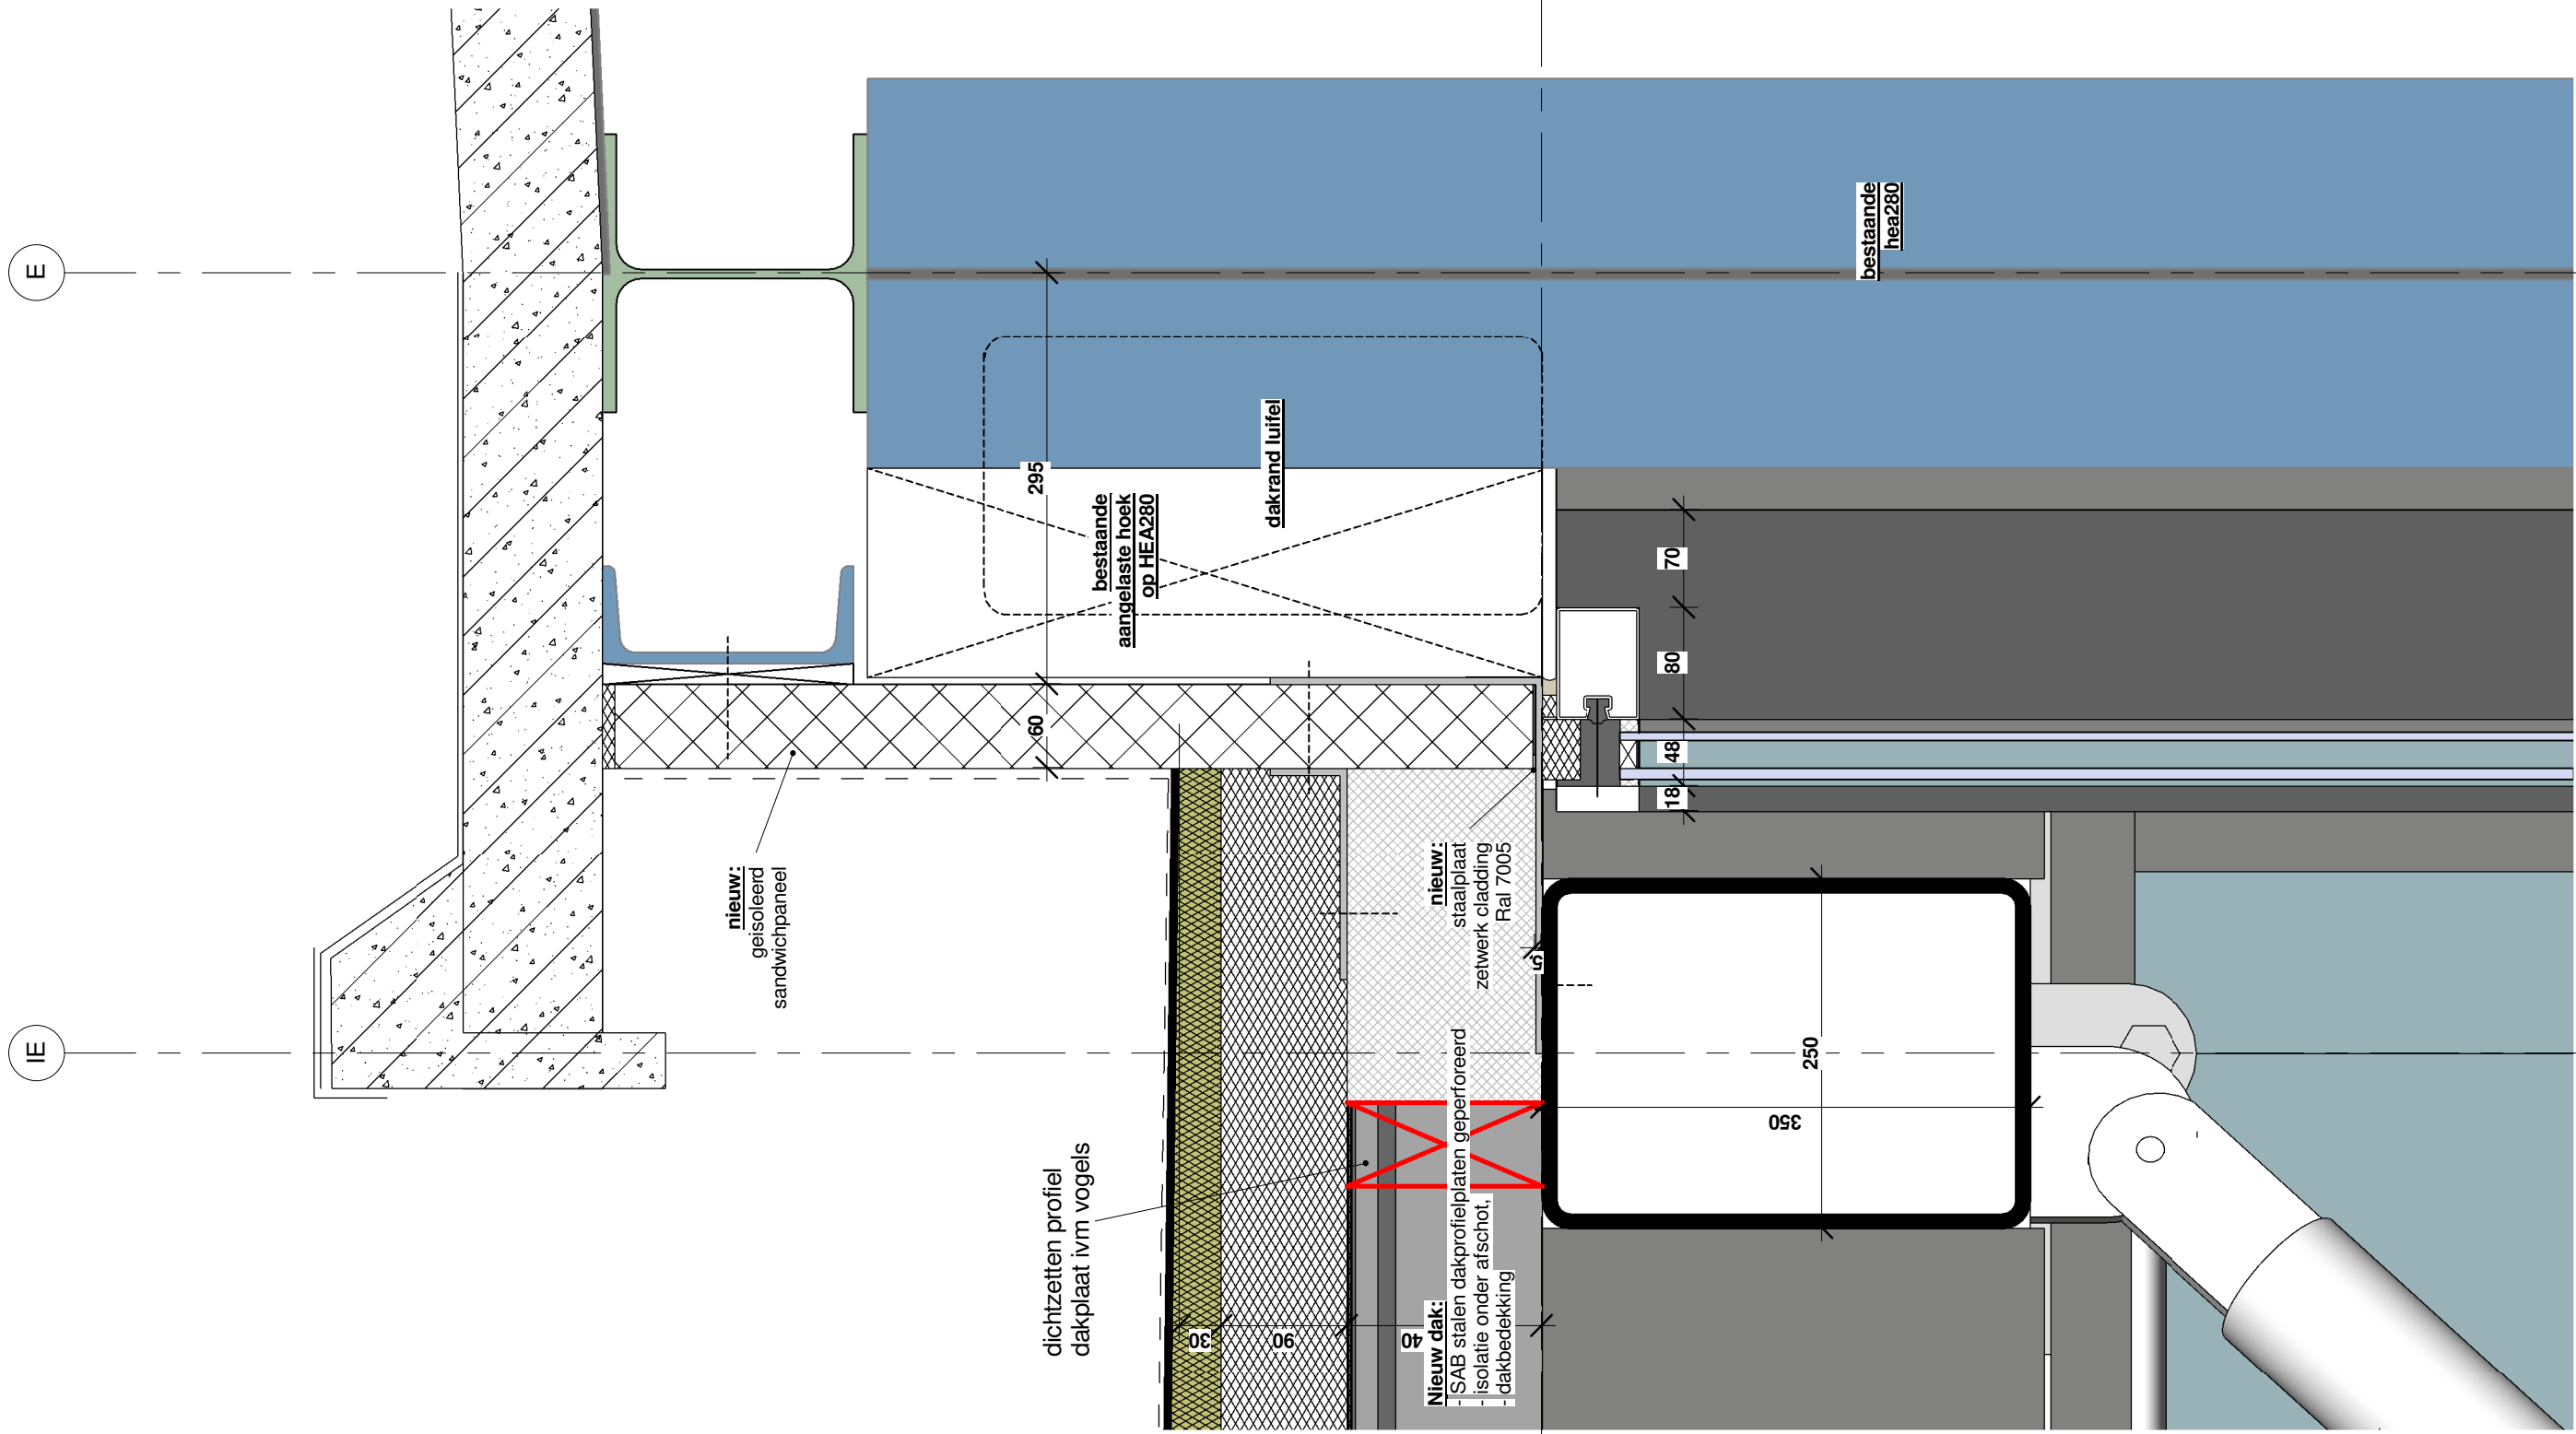 E
IE
bestaande
hea280
295
dakrand luifel
bestaande
aangelaste hoek
op HEA280
70
80
48
18
60
nieuw:
geisoleerd
sandwichpaneel
nieuw:
staalplaat
zetwerk cladding
Ral 7005
5
250
350
dichtzetten profiel
dakplaat ivm vogels
30
90
40
Nieuw dak:
- SAB stalen dakprofielplaten geperforeerd
- isolatie onder afschot,
- dakbedekking